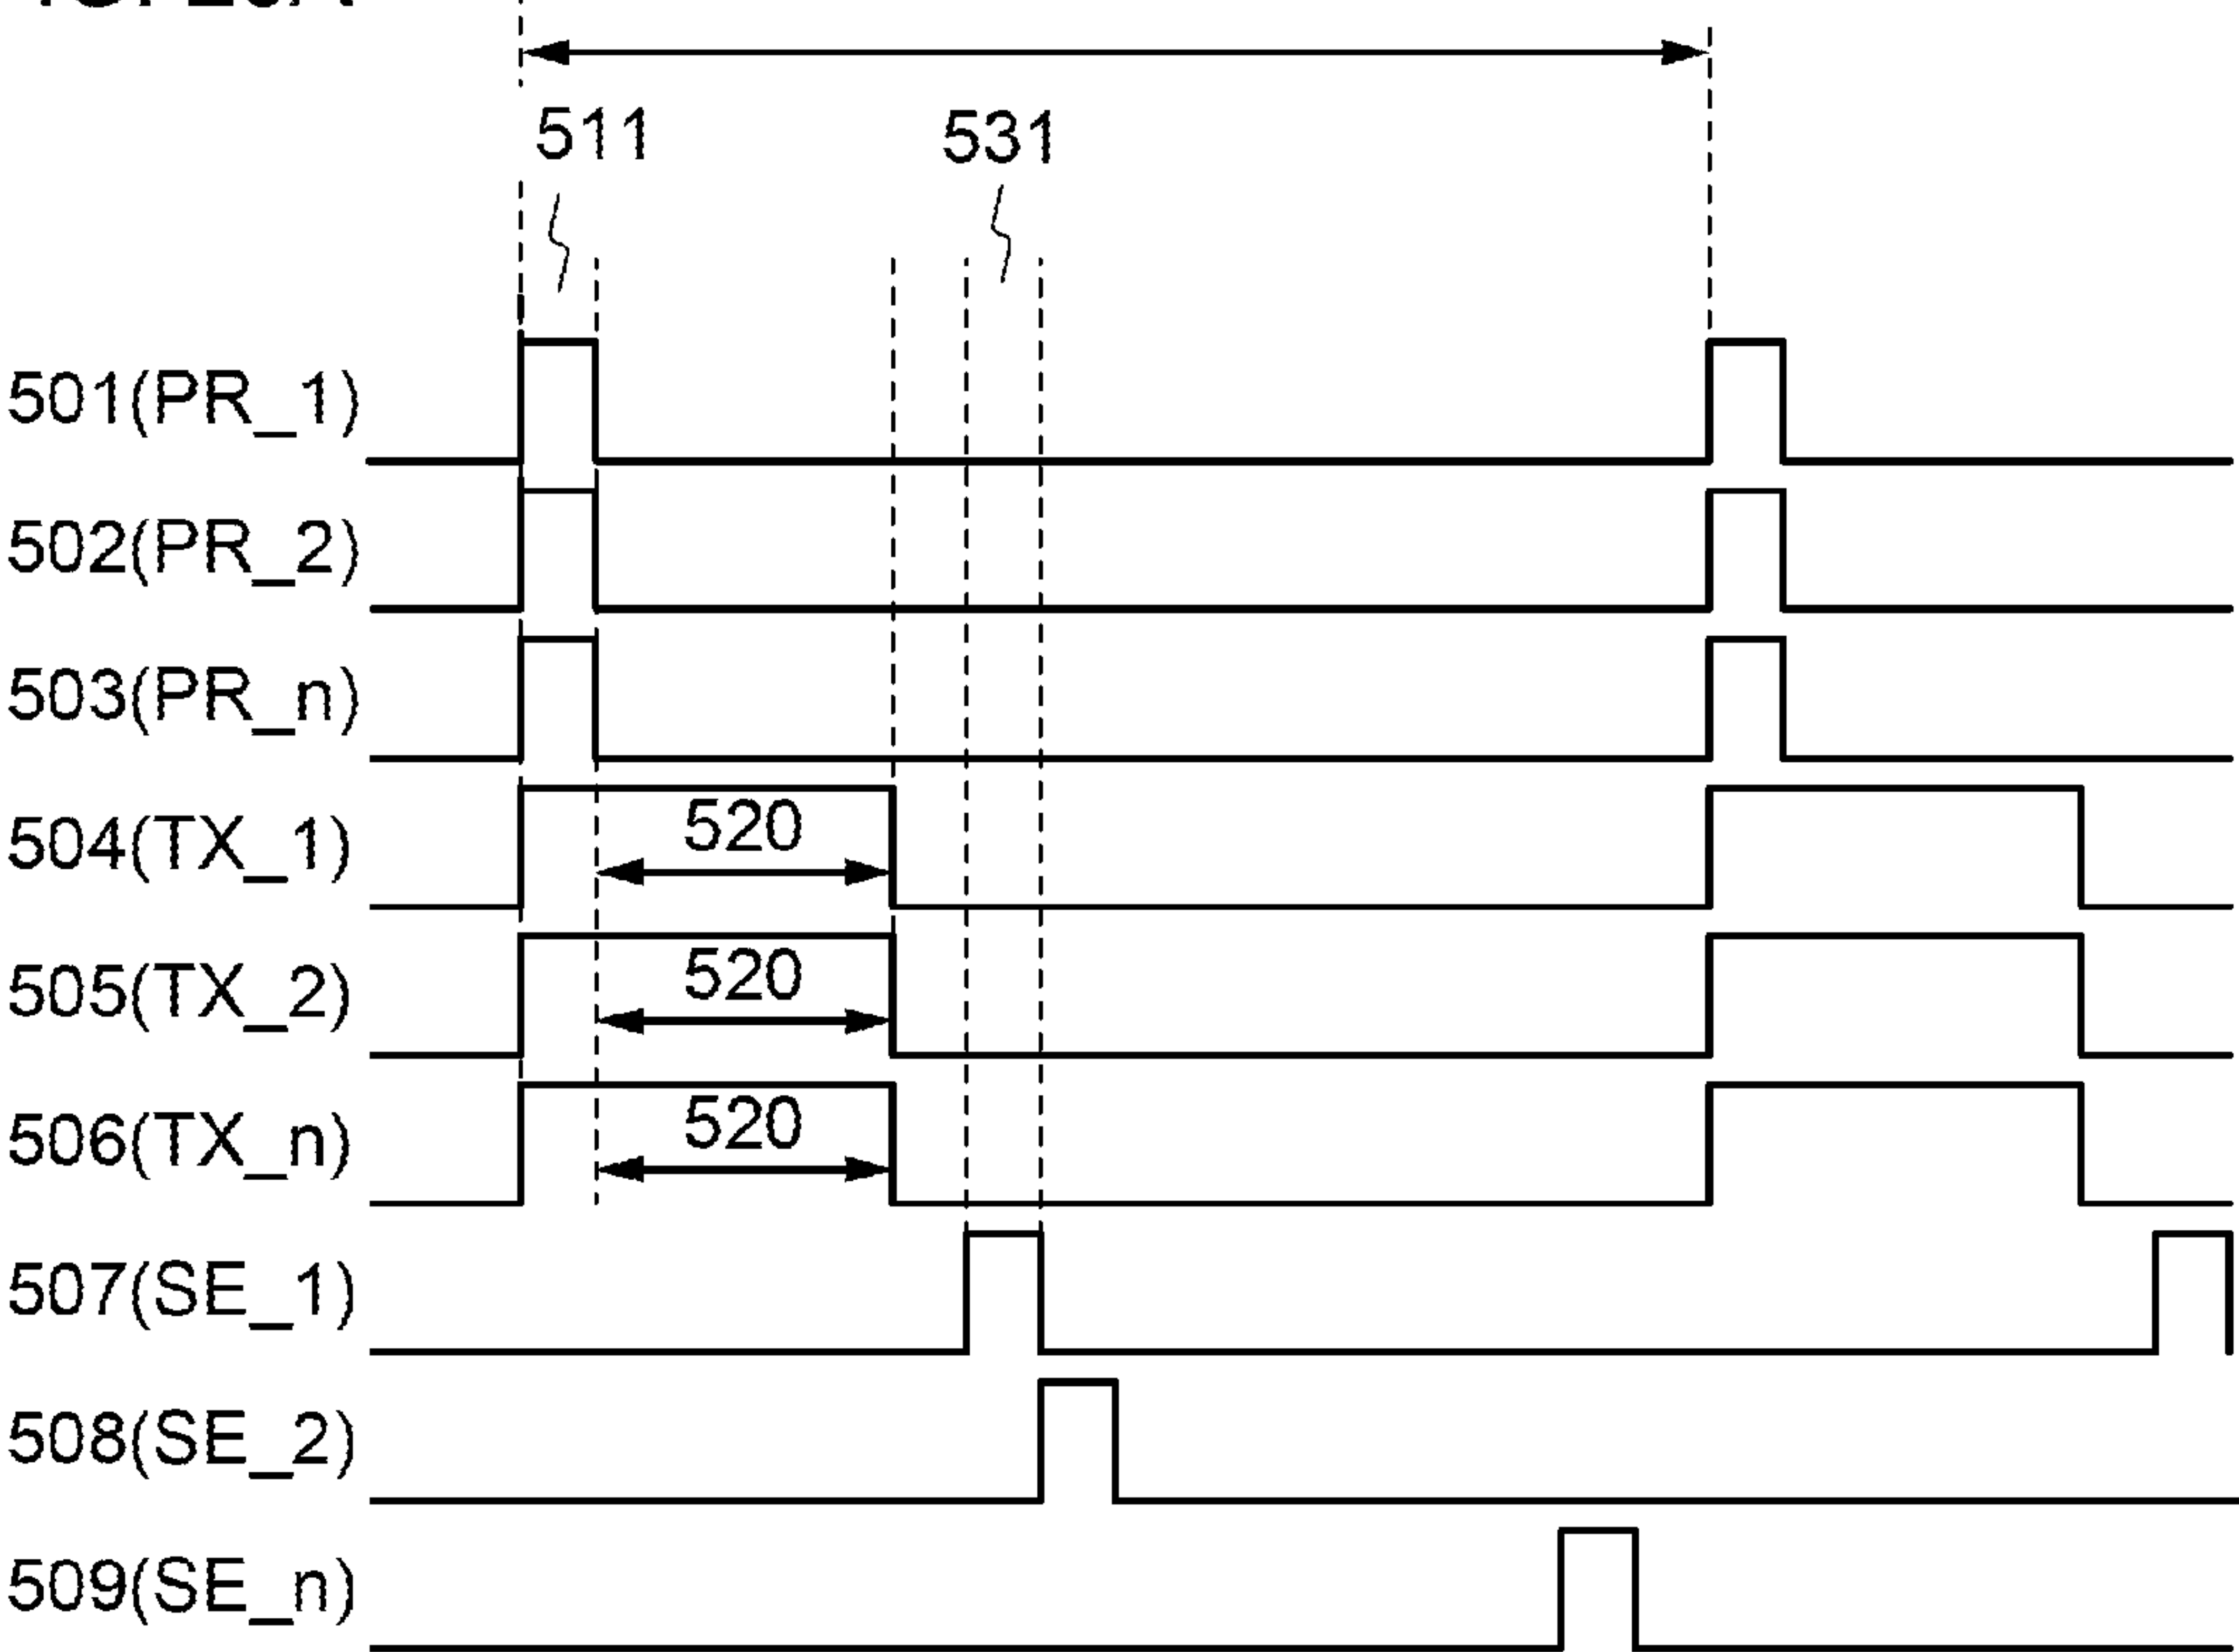 511
531
501(PR_1)
502(PR_2)
503(PR_n)
504(TX_1)
520
505(TX_2)
520
506(TX_n)
520
507(SE_1)
508(SE_2)
509(SE_n)